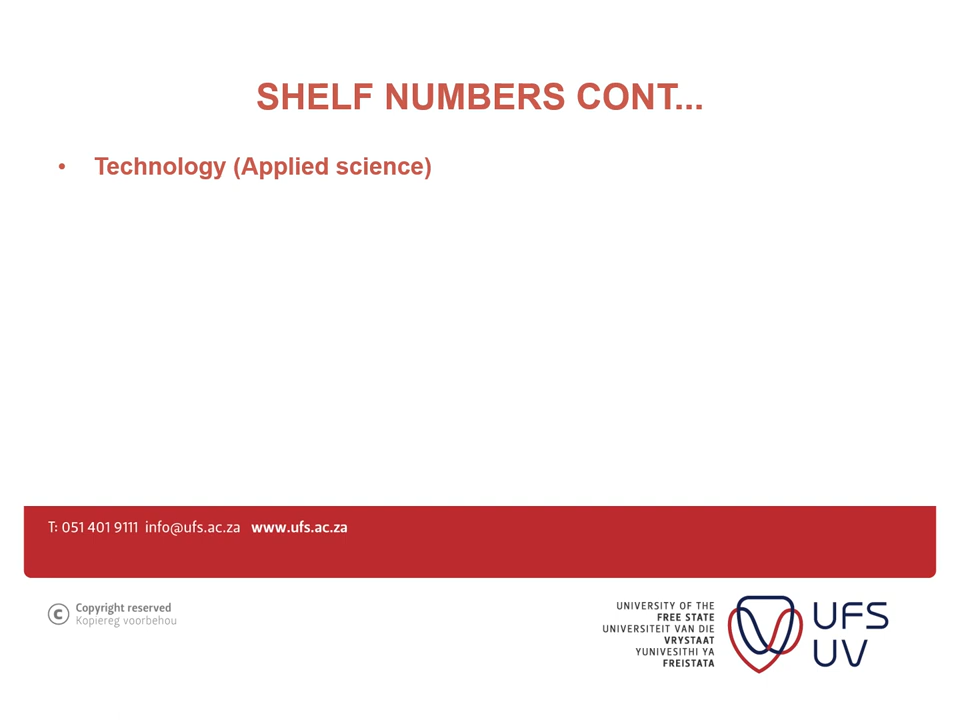 SHELF NUMBERS CONT...
• Technology (Applied science)
T: 051 401 9111 info@ufs.ac.za www.ufs.ac.za
© Copyright reserved
Kopiereg voorbehou
UNIVERSITY OF THE
FREE STATE
UNIVERSITEIT VAN DIE
VRYSTAAT
YUNIVESITHI YA
FREISTATA
UFS
UV